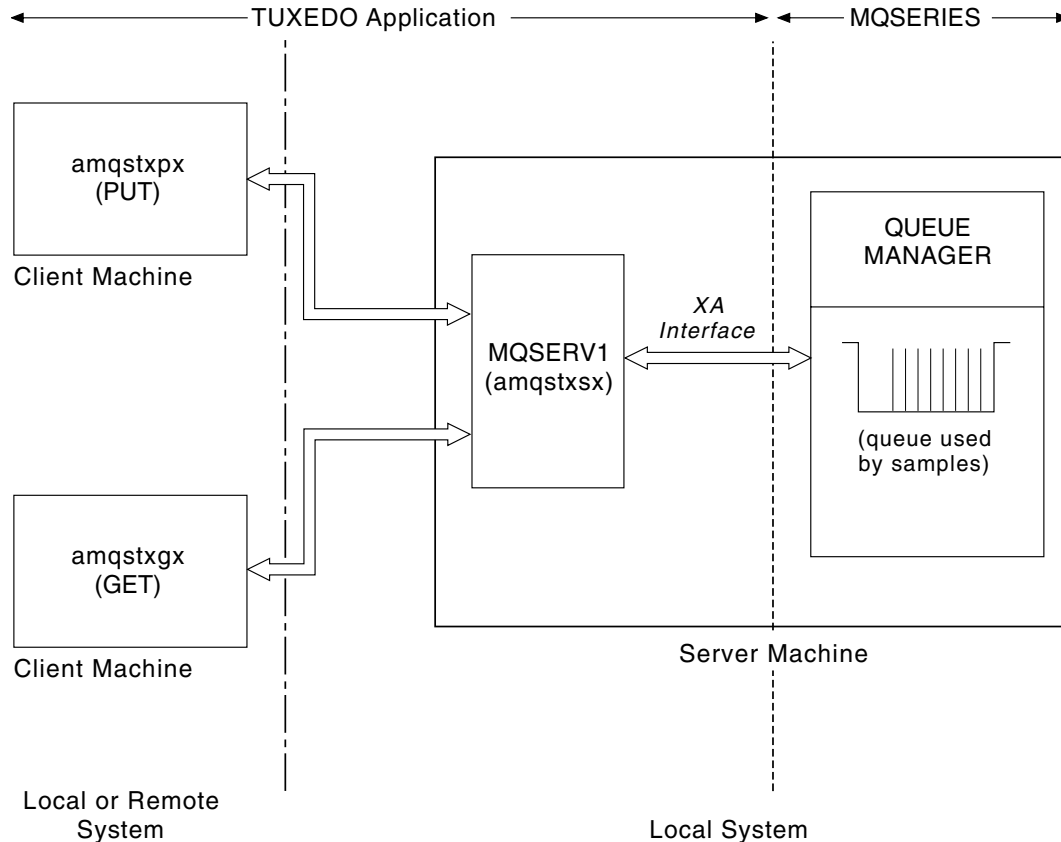 TUXEDO Application
MQSERIES
amqstxpx
(PUT)
Client Machine
QUEUE
MANAGER
XA
Interface
MQSERV1
(amqstxsx)
(queue used
by samples)
amqstxgx
(GET)
Client Machine
Server Machine
Local or Remote
System
Local System